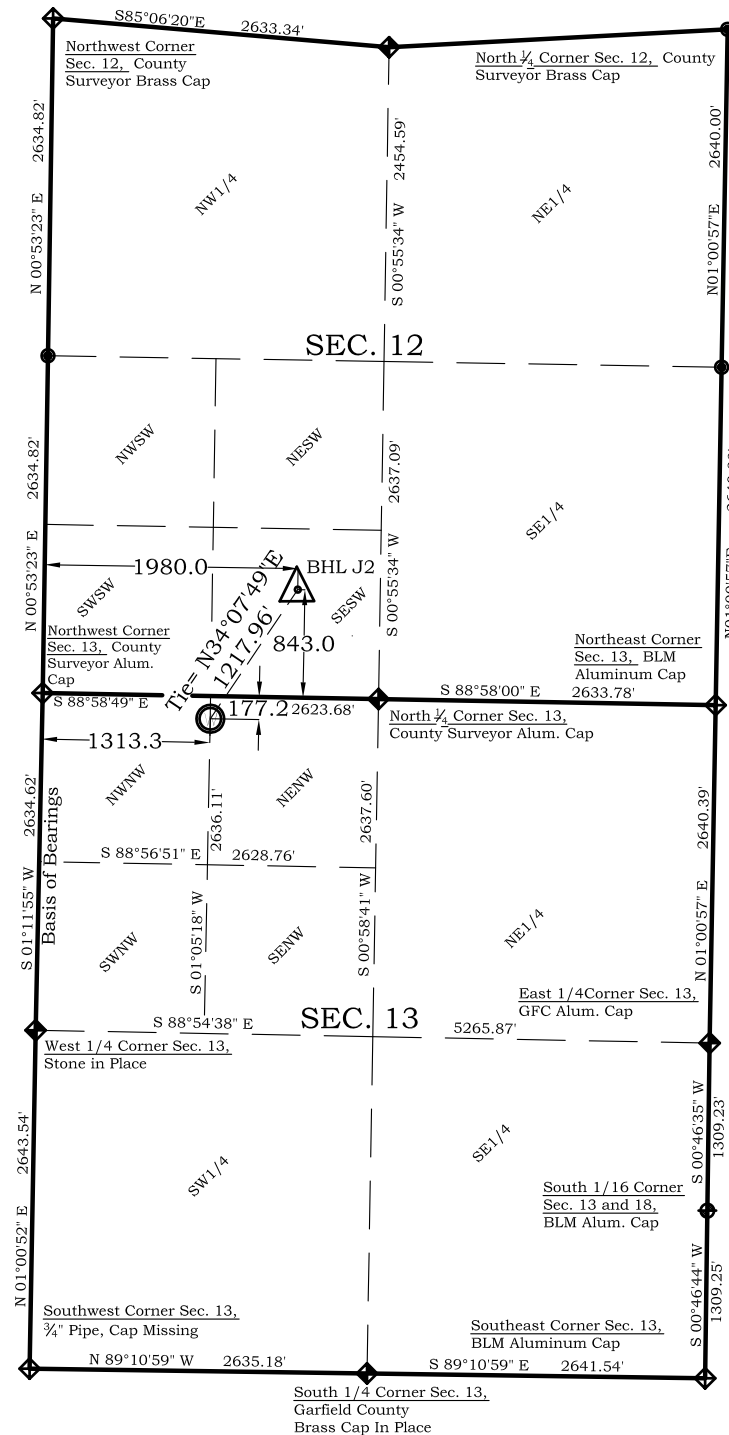 S85°06'20"E 2633.34'
Northwest Corner
Sec. 12, County
Surveyor Brass Cap
North 1/4 Corner Sec. 12, County
Surveyor Brass Cap
2634.82'
N 00°53'23" E
NW1/4
2454.59'
S 00°55'34" W
NE1/4
2640.00'
N01°00'57"E
SEC. 12
2634.82'
N 00°53'23" E
NWSW
NESW
2637.09'
S 00°55'34" W
SE1/4
N01°00'57"E
1980.0
BHL J2
SWSW
SESW
Tie= N34°07'49"E
1217.96'
843.0
Northwest Corner
Sec. 13, County
Surveyor Alum.
Cap
Northeast Corner
Sec. 13, BLM
Aluminum Cap
S 88°58'49" E
177.2
2623.68'
S 88°58'00" E 2633.78'
North 1/4 Corner Sec. 13,
County Surveyor Alum. Cap
1313.3
2634.62'
S 01°11'55" W
Basis of Bearings
NWNW
NENW
2636.11'
S 01°05'18" W
2637.60'
S 00°58'41" W
2640.39'
N 01°00'57" E
S 88°56'51" E 2628.76'
SWNW
SENW
NE1/4
East 1/4Corner Sec. 13,
GFC Alum. Cap
S 88°54'38" E
SEC. 13
5265.87'
West 1/4 Corner Sec. 13,
Stone in Place
2643.54'
N 01°00'52" E
SW1/4
SE1/4
S 00°46'35" W
1309.23'
South 1/16 Corner
Sec. 13 and 18,
BLM Alum. Cap
S 00°46'44" W
1309.25'
Southwest Corner Sec. 13,
¾" Pipe, Cap Missing
Southeast Corner Sec. 13,
BLM Aluminum Cap
N 89°10'59" W 2635.18'
S 89°10'59" E 2641.54'
South 1/4 Corner Sec. 13,
Garfield County
Brass Cap In Place